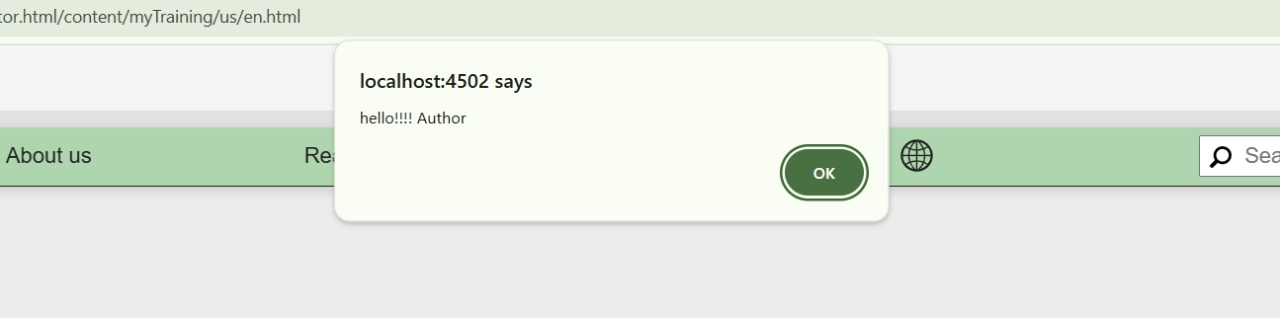 tor.html/content/myTraining/us/en.html
localhost:4502 says
hello!!!! Author
OK
About us
Rea
Sea